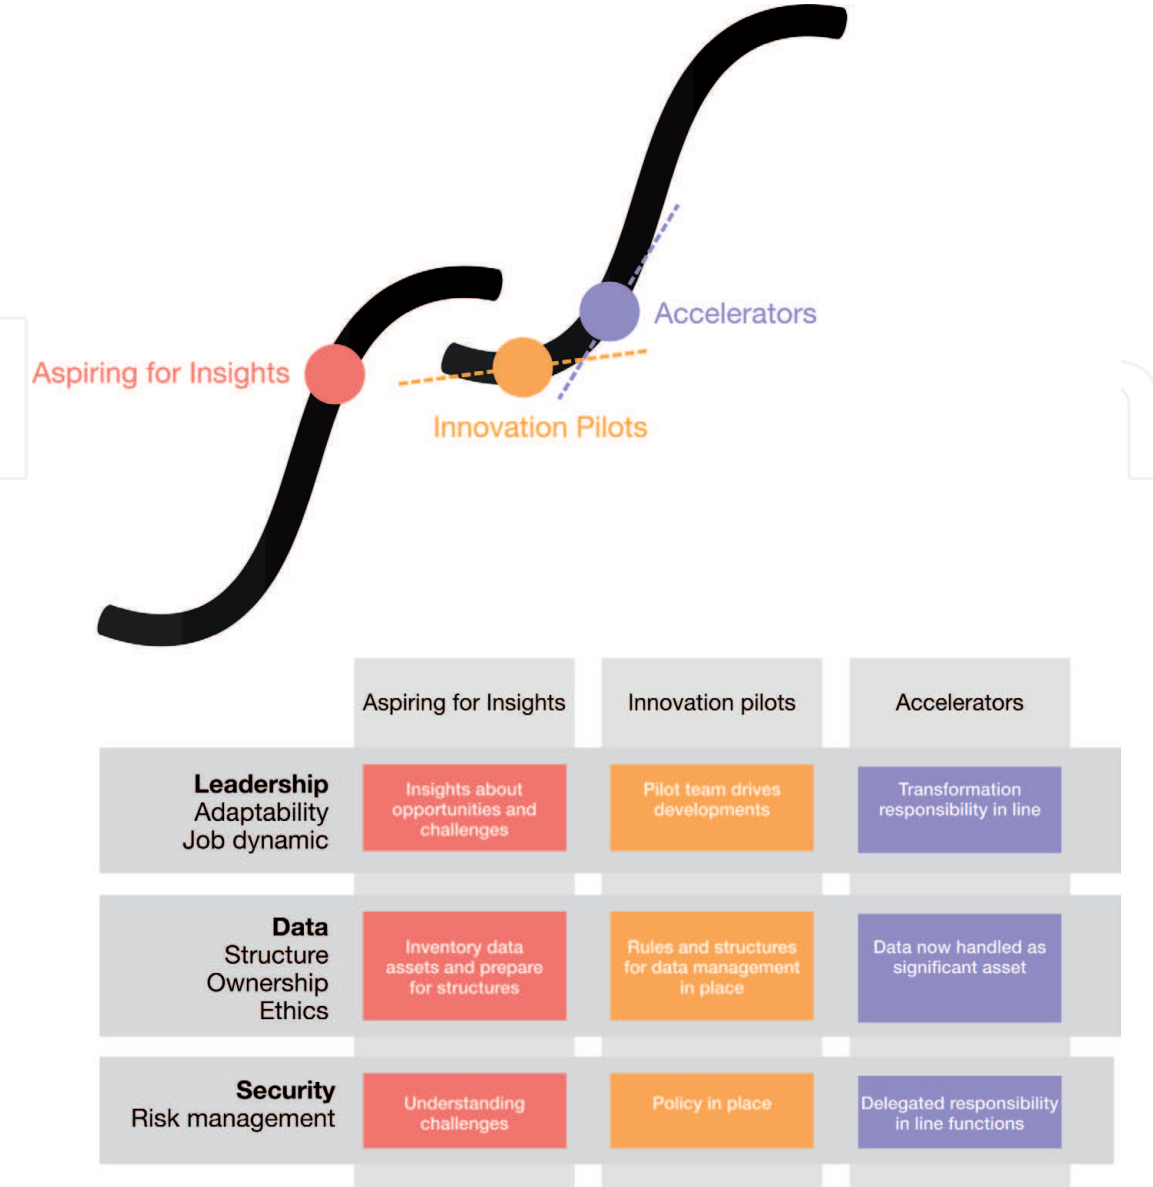 Accelerators
Aspiring for Insights
Innovation Pilots
Aspiring for Insights
Innovation pilots
Accelerators
Leadership
Adaptability
Job dynamic
Insights about
opportunities and
challenges
Pilot team drives
developments
Transformation
responsibility in line
Data
Structure
Ownership
Ethics
Inventory data
assets and prepare
for structures
Rules and structures
for data management
in place
Data now handled as
significant asset
Security
Risk management
Understanding
challenges
Policy in place
Delegated responsibility
in line functions